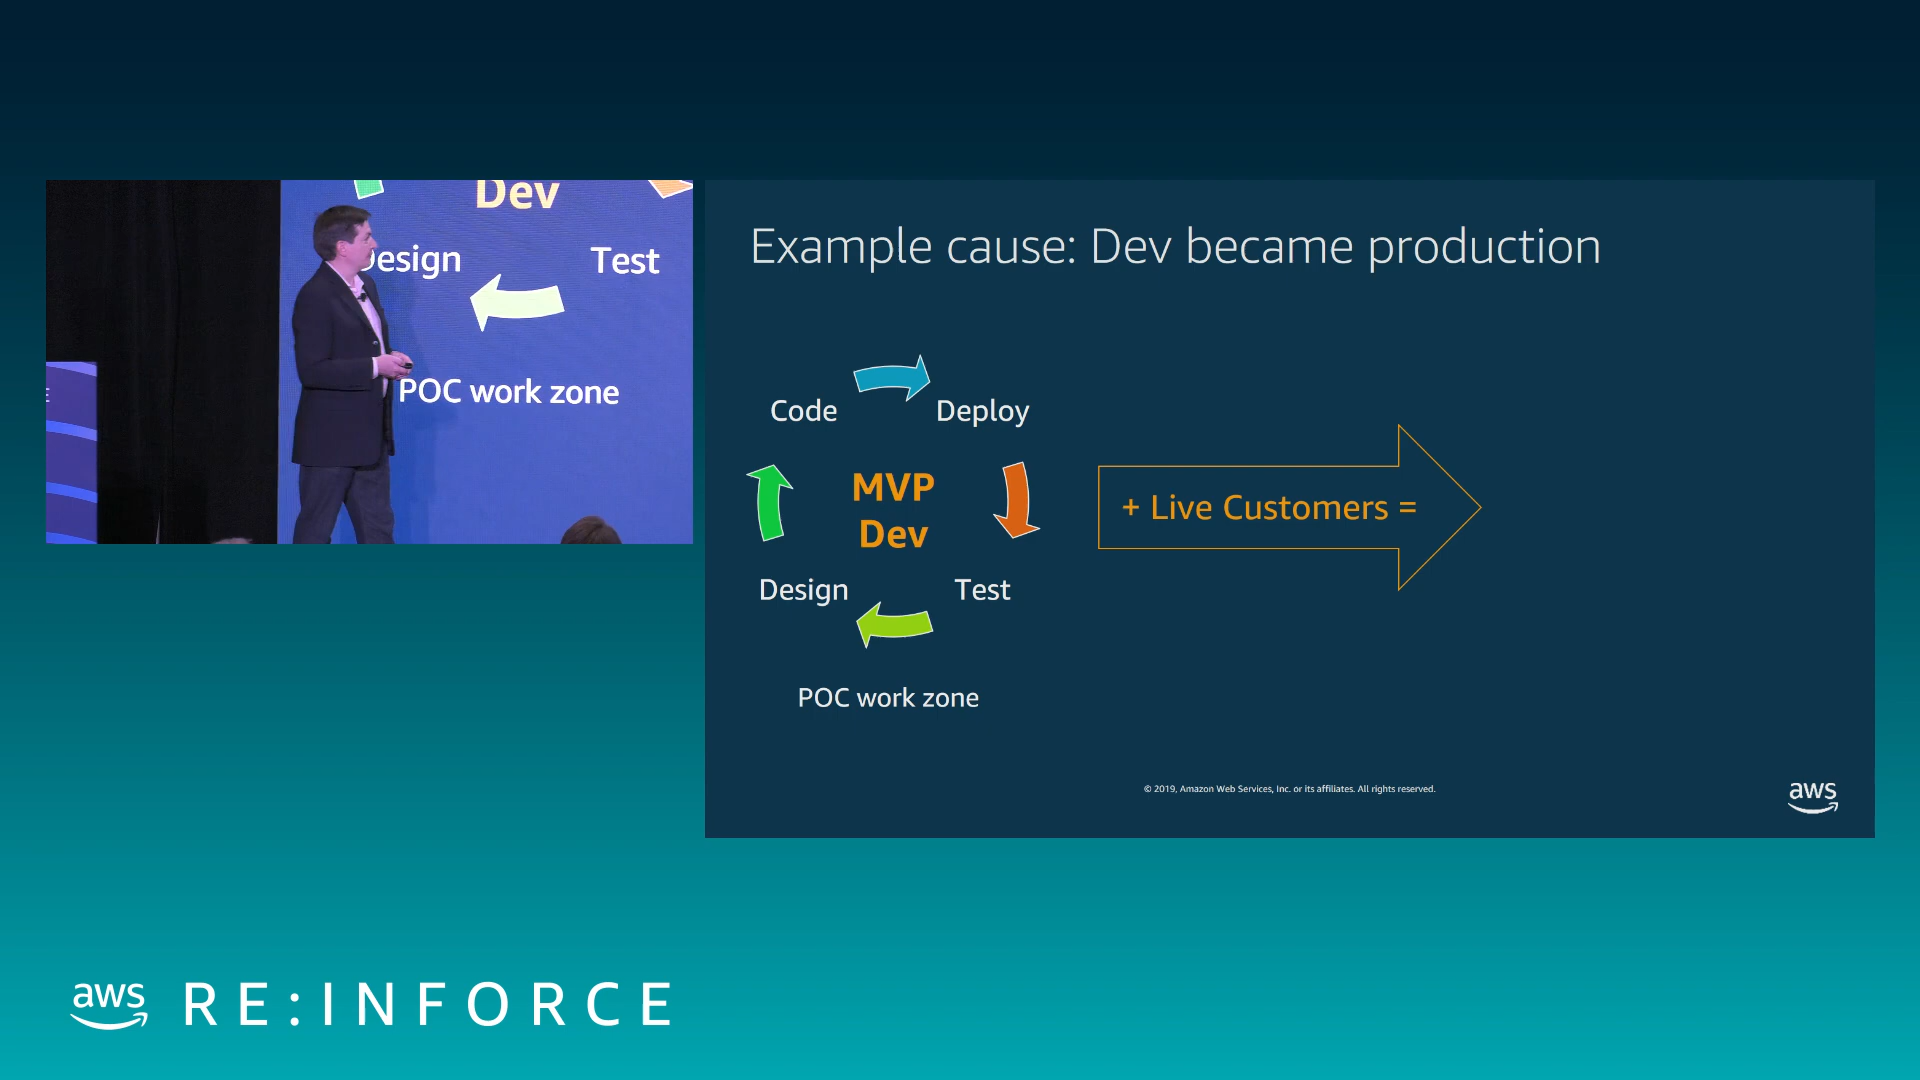 Dev
Design
Test
POC work zone
E
Example cause: Dev became production
Code
Deploy
MVP
Dev
+ Live Customers =
Design
Test
POC work zone
© 2019, Amazon Web Services, Inc. or its affiliates. All rights reserved.
aws
aws RE:INFORCE